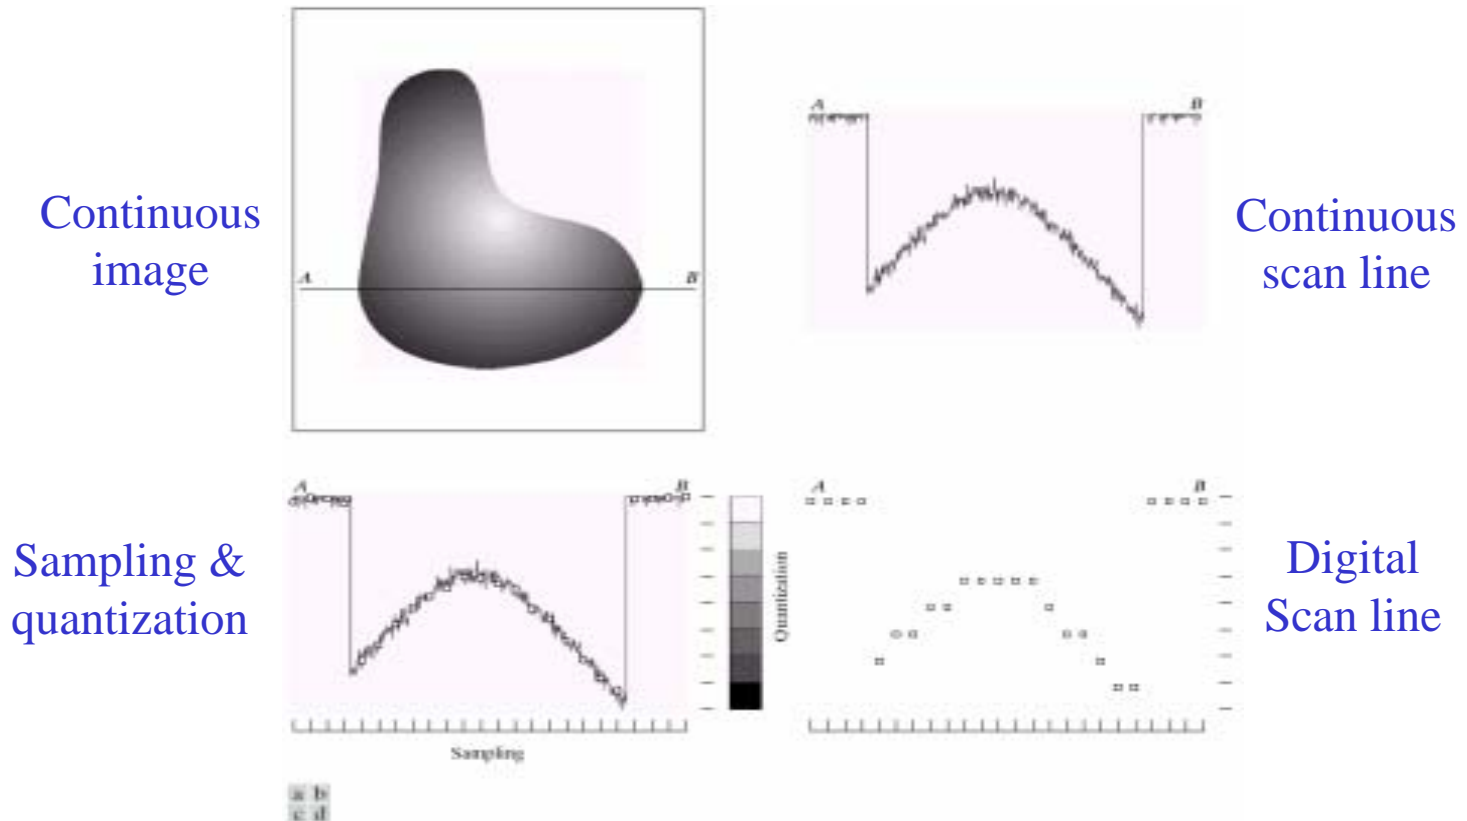 Continuous
image
A
B
A
B
Continuous
scan line
Sampling &
quantization
A
B
Quantization
Sampling
A
B
Digital
Scan line
a b
c d